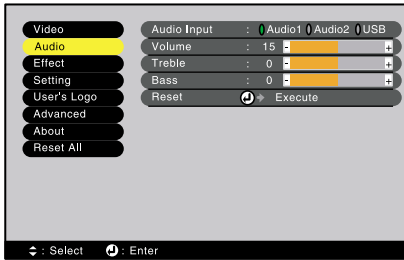 Video
Audio
Effect
Setting
User's Logo
Advanced
About
Reset All
Audio Input : Audio1 Audio2 USB
Volume : 15 - +
Treble : 0 - +
Bass : 0 - +
Reset Execute
: Select : Enter